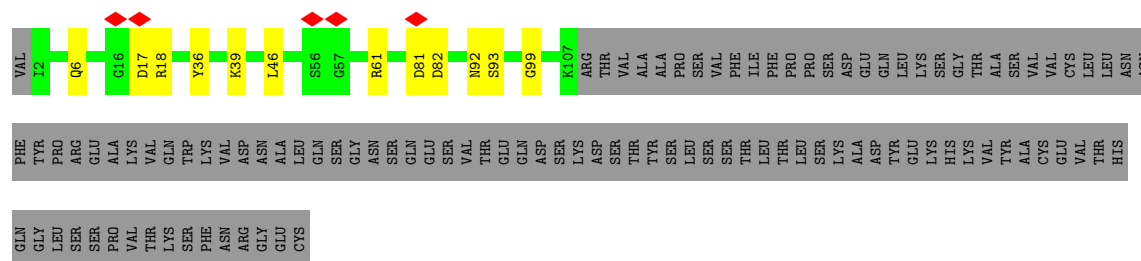 VAL I2 Q6 G16 D17 R18 Y36 K39 L46 S56 G57 R61 D81 D82 N92 S93 G99 K107 ARG THR VAL ALA ALA PRO SER VAL PHE ILE PHE PRO PRO SER ASP GLU GLN LEU LYS SER GLY THR ALA SER VAL VAL CYS LEU LEU ASN
PHE TYR PRO ARG GLU ALA LYS VAL GLN TRP LYS VAL ASP ASN ALA LEU GLN SER GLY ASN SER GLN GLU SER VAL THR GLU GLN ASP SER LYS ASP SER THR TYR SER LEU SER SER THR LEU THR LEU SER LYS ALA ASP TYR GLU LYS HIS LYS VAL TYR ALA CYS GLU VAL THR HIS
GLN GLY LEU SER SER PRO VAL THR LYS SER PHE ASN ARG GLY GLU CYS